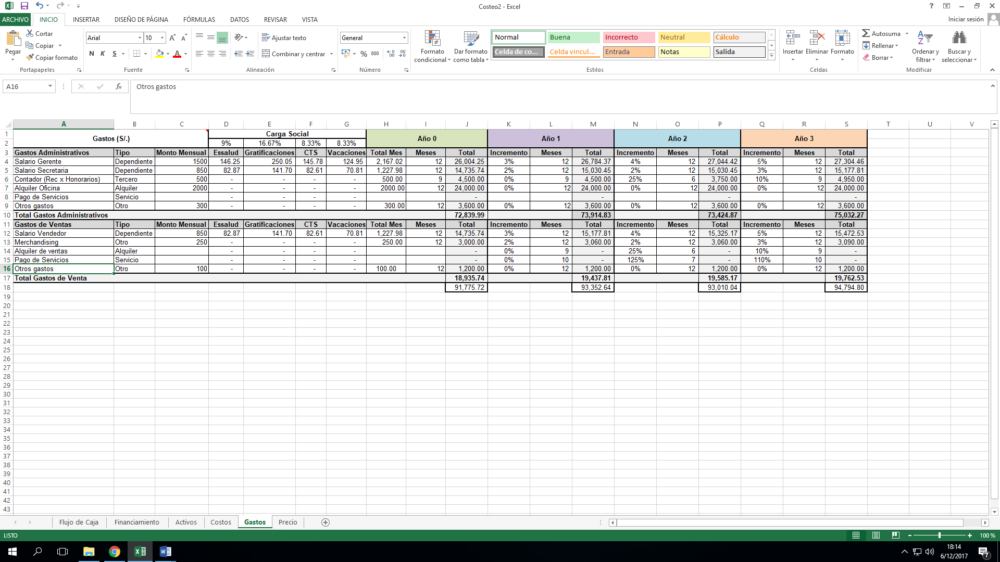 Costeo2 - Excel
ARCHIVO INICIO INSERTAR DISEÑO DE PÁGINA FÓRMULAS DATOS REVISAR VISTA Iniciar sesión
Pegar Cortar Copiar Copiar formato Portapapeles
Arial 10 N K S Fuente
Ajustar texto Combinar y centrar Alineación
General % 000 Número
Formato condicional Dar formato como tabla
Normal Buena Incorrecto Neutral Cálculo
Celda de co... Celda vincul... Entrada Notas Salida
Estilos
Insertar Eliminar Formato Celdas
Autosuma Rellenar Borrar Ordenar y filtrar Buscar y seleccionar Modificar
A16 fx Otros gastos
A B C D E F G H I J K L M N O P Q R S T U V
1 Gastos (S/.) Carga Social Año 0 Año 1 Año 2 Año 3
2 9% 16.67% 8.33% 8.33%
3 Gastos Administrativos Tipo Monto Mensual Essalud Gratificaciones CTS Vacaciones Total Mes Meses Total Incremento Meses Total Incremento Meses Total Incremento Meses Total
4 Salario Gerente Dependiente 1500 146.25 250.05 145.78 124.95 2,167.02 12 26,004.25 3% 12 26,784.37 4% 12 27,044.42 5% 12 27,304.46
5 Salario Secretaria Dependiente 850 82.87 141.70 82.61 70.81 1,227.98 12 14,735.74 2% 12 15,030.45 2% 12 15,030.45 3% 12 15,177.81
6 Contador (Rec x Honorarios) Tercero 500 - - - - 500.00 9 4,500.00 0% 9 4,500.00 25% 6 3,750.00 10% 9 4,950.00
7 Alquiler Oficina Alquiler 2000 - - - - 2000.00 12 24,000.00 0% 12 24,000.00 0% 12 24,000.00 0% 12 24,000.00
8 Pago de Servicios Servicio - - - - - - - -
9 Otros gastos Otro 300 - - - - 300.00 12 3,600.00 0% 12 3,600.00 0% 12 3,600.00 0% 12 3,600.00
10 Total Gastos Administrativos 72,839.99 73,914.83 73,424.87 75,032.27
11 Gastos de Ventas Tipo Monto Mensual Essalud Gratificaciones CTS Vacaciones Total Mes Meses Total Incremento Meses Total Incremento Meses Total Incremento Meses Total
12 Salario Vendedor Dependiente 850 82.87 141.70 82.61 70.81 1,227.98 12 14,735.74 3% 12 15,177.81 4% 12 15,325.17 5% 12 15,472.53
13 Merchandising Otro 250 - - - - 250.00 12 3,000.00 2% 12 3,060.00 2% 12 3,060.00 3% 12 3,090.00
14 Alquiler de ventas Alquiler - - - - - 0% 9 - 25% 6 - 10% 9 -
15 Pago de Servicios Servicio - - - - - 0% 10 - 125% 7 - 110% 10 -
16 Otros gastos Otro 100 - - - - 100.00 12 1,200.00 0% 12 1,200.00 0% 12 1,200.00 0% 12 1,200.00
17 Total Gastos de Venta 18,935.74 19,437.81 19,585.17 19,762.53
18 91,775.72 93,352.64 93,010.04 94,794.80
19
20
21
22
23
24
25
26
27
28
29
30
31
32
33
34
35
36
37
38
39
40
41
42
43
Flujo de Caja Financiamiento Activos Costos Gastos Precio
LISTO 100 %
18:14
6/12/2017
7